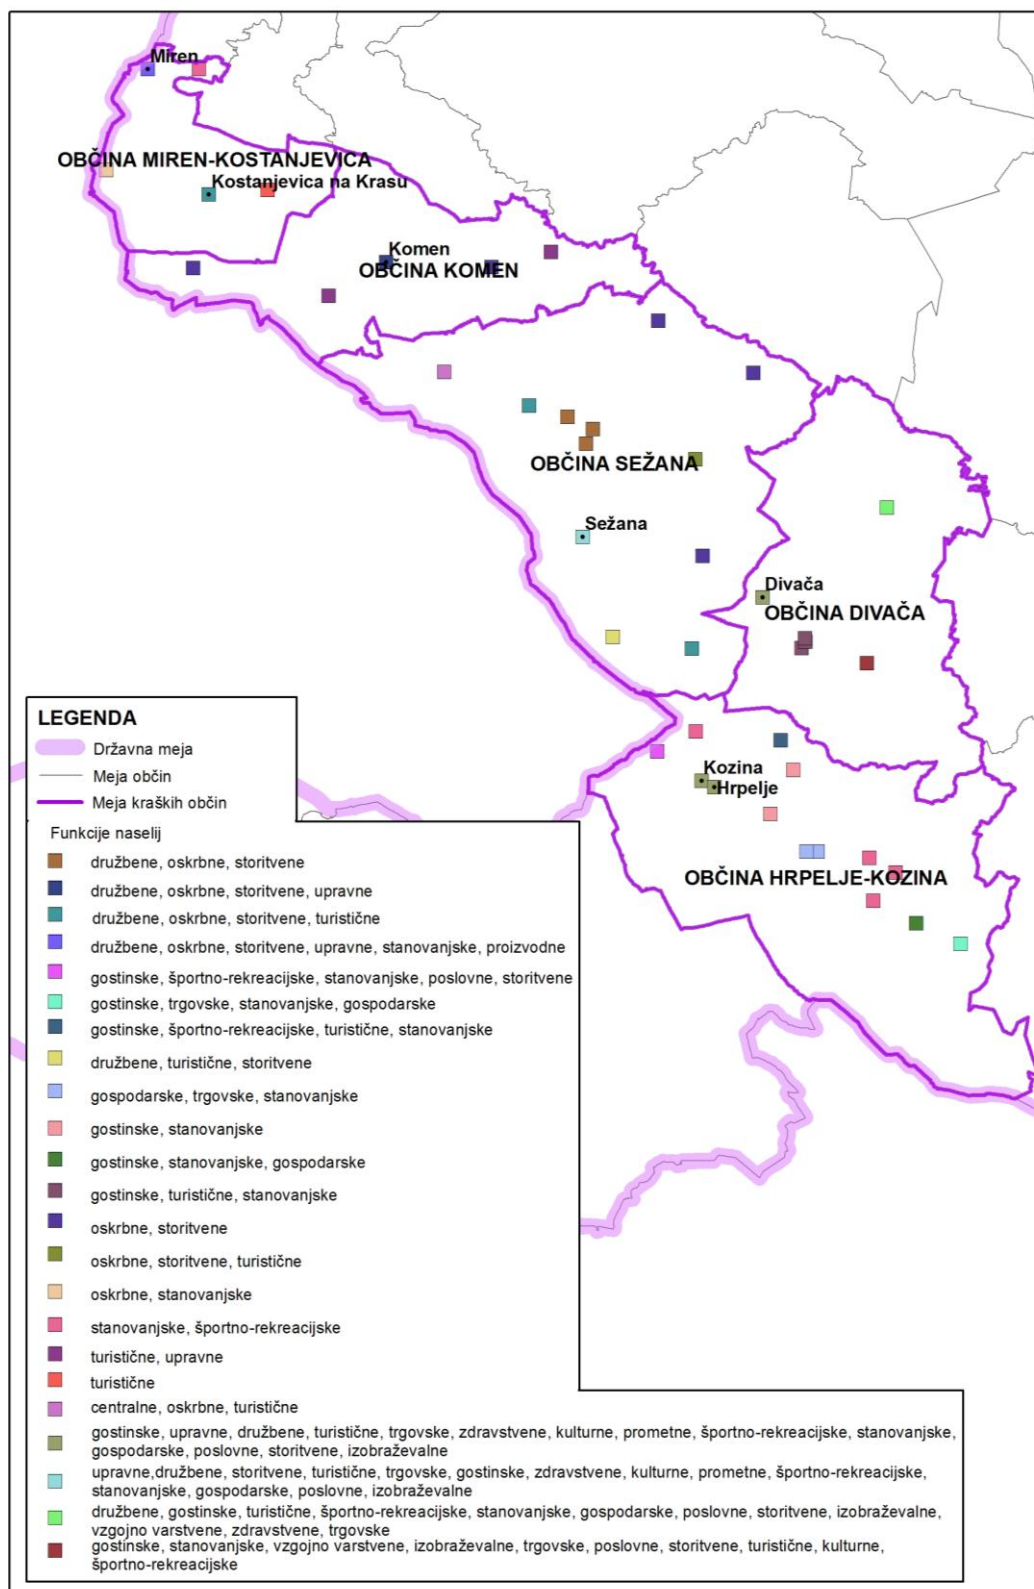 Miren
OBČINA MIREN-KOSTANJEVICA
Kostanjevica na Krasu
Komen
OBČINA KOMEN
OBČINA SEŽANA
Sežana
Divača
OBČINA DIVAČA
Kozina
Hrpelje
OBČINA HRPELJE-KOZINA
LEGENDA
Državna meja
Meja občin
Meja kraških občin
Funkcije naselij
družbene, oskrbne, storitvene
družbene, oskrbne, storitvene, upravne
družbene, oskrbne, storitvene, turistične
družbene, oskrbne, storitvene, upravne, stanovanjske, proizvodne
gostinske, športno-rekreacijske, stanovanjske, poslovne, storitvene
gostinske, trgovske, stanovanjske, gospodarske
gostinske, športno-rekreacijske, turistične, stanovanjske
družbene, turistične, storitvene
gospodarske, trgovske, stanovanjske
gostinske, stanovanjske
gostinske, stanovanjske, gospodarske
gostinske, turistične, stanovanjske
oskrbne, storitvene
oskrbne, storitvene, turistične
oskrbne, stanovanjske
stanovanjske, športno-rekreacijske
turistične, upravne
turistične
centralne, oskrbne, turistične
gostinske, upravne, družbene, turistične, trgovske, zdravstvene, kulturne, prometne, športno-rekreacijske, stanovanjske,
gospodarske, poslovne, storitvene, izobraževalne
upravne,družbene, storitvene, turistične, trgovske, gostinske, zdravstvene, kulturne, prometne, športno-rekreacijske,
stanovanjske, gospodarske, poslovne, izobraževalne
družbene, gostinske, turistične, športno-rekreacijske, stanovanjske, gospodarske, poslovne, storitvene, izobraževalne,
vzgojno varstvene, zdravstvene, trgovske
gostinske, stanovanjske, vzgojno varstvene, izobraževalne, trgovske, poslovne, storitvene, turistične, kulturne,
športno-rekreacijske